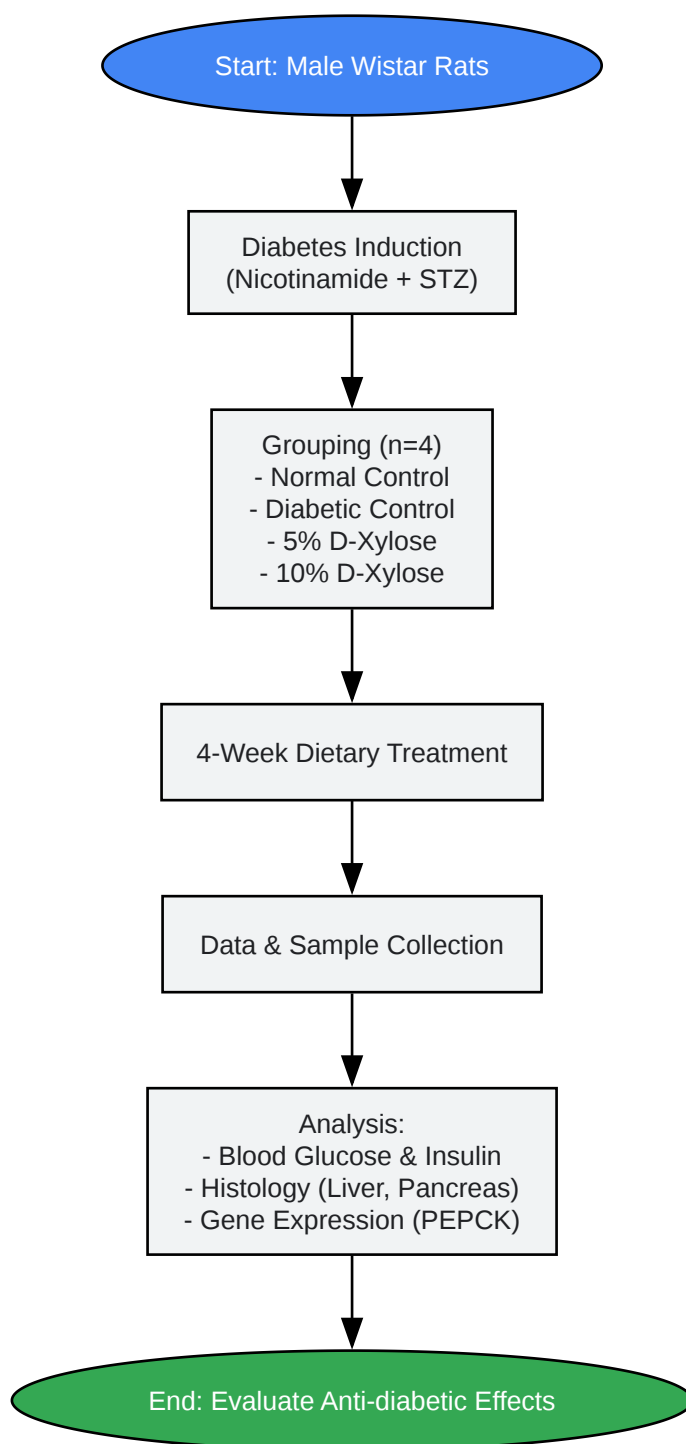 Start: Male Wistar Rats
Diabetes Induction
(Nicotinamide + STZ)
Grouping (n=4)
- Normal Control
- Diabetic Control
- 5% D-Xylose
- 10% D-Xylose
4-Week Dietary Treatment
Data & Sample Collection
Analysis:
- Blood Glucose & Insulin
- Histology (Liver, Pancreas)
- Gene Expression (PEPCK)
End: Evaluate Anti-diabetic Effects